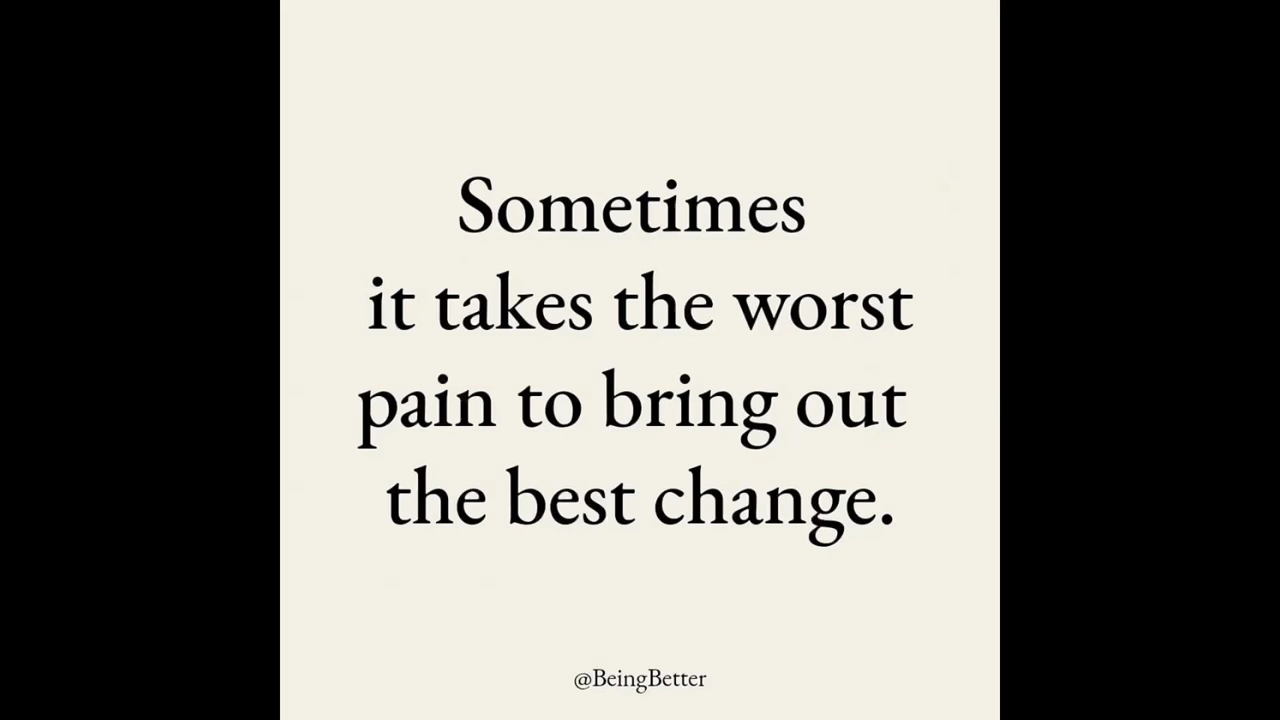 Sometimes
it takes the worst
pain to bring out
the best change.
@BeingBetter